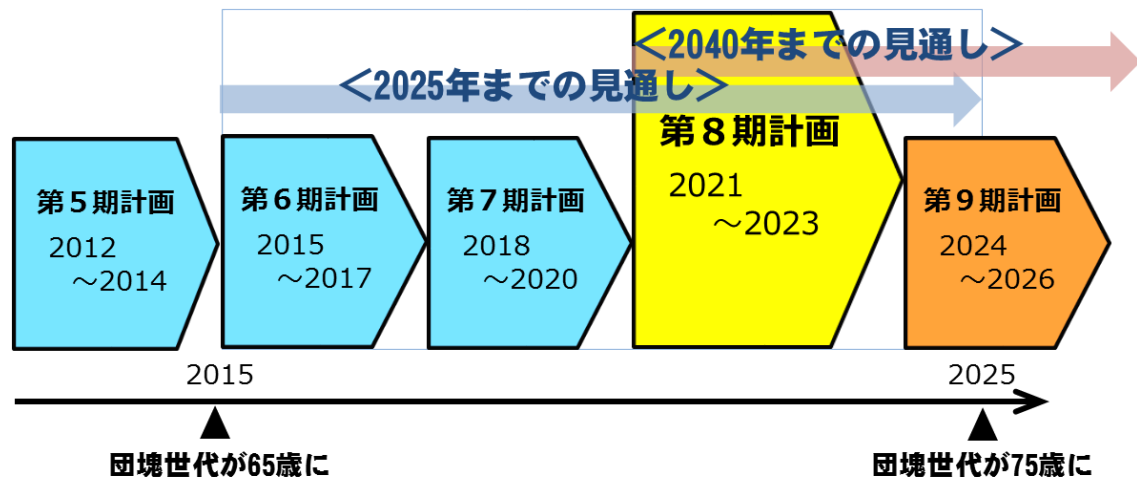 <2040年までの見通し>
<2025年までの見通し>
第5期計画
2012
~2014
第6期計画
2015
~2017
第7期計画
2018
~2020
第8期計画
2021
~2023
第9期計画
2024
~2026
2015
2025
団塊世代が65歳に
団塊世代が75歳に